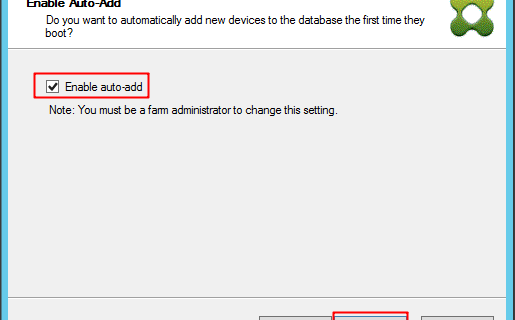 Enable Auto-Add
Do you want to automatically add new devices to the database the first time they
boot?
Enable auto-add
Note: You must be a farm administrator to change this setting.